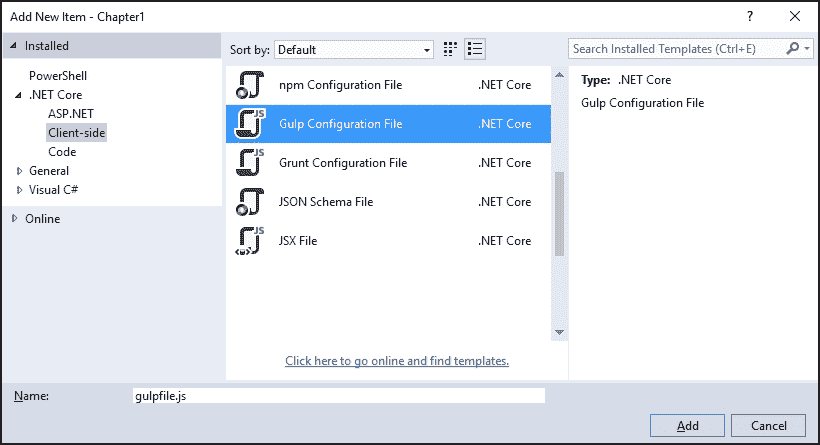 Add New Item - Chapter1
?
Installed
Sort by: Default
Search Installed Templates (Ctrl+E)
PowerShell
.NET Core
ASP.NET
Client-side
Code
General
Visual C#
Online
npm Configuration File .NET Core
JS Gulp Configuration File .NET Core
JS Grunt Configuration File .NET Core
JSON Schema File .NET Core
JS JSX File .NET Core
Click here to go online and find templates.
Type: .NET Core
Gulp Configuration File
Name: gulpfile.js
Add Cancel